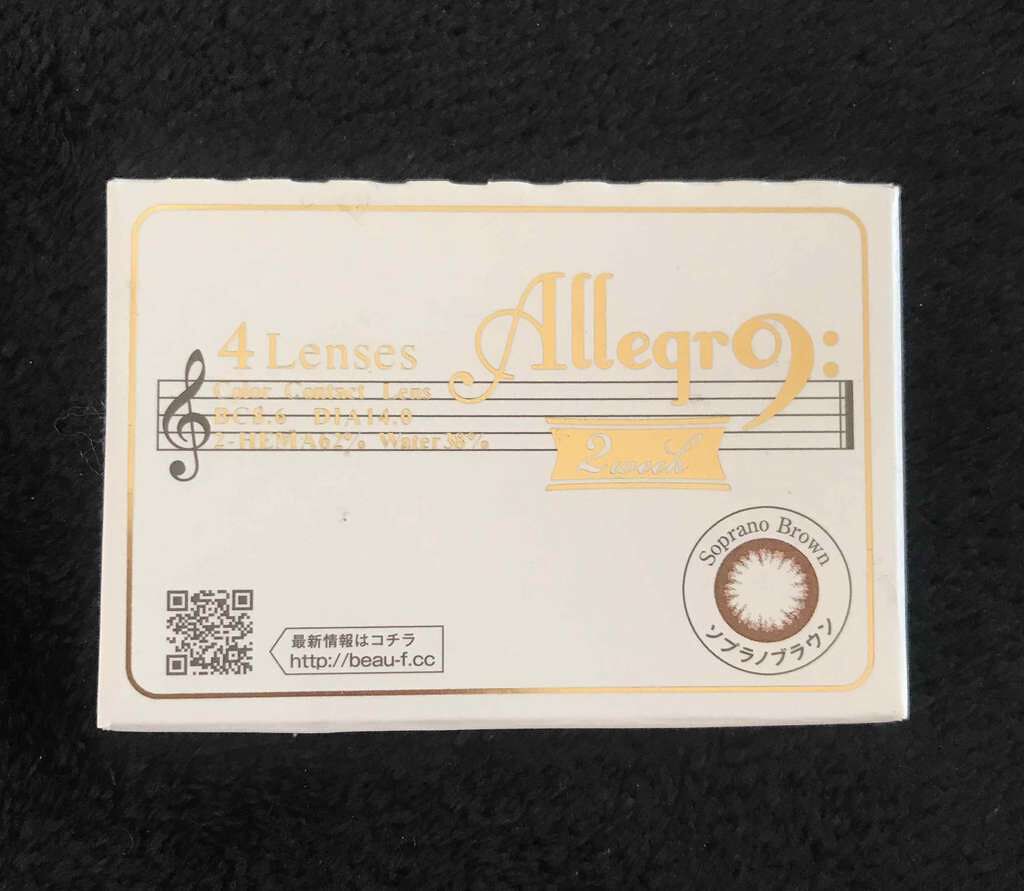 Allegro
4 Lenses
Color Contact Lens
BC8.6 DIA14.0
2-HEMA62% Water38%
2week
Soprano Brown
ソプラノブラウン
最新情報はコチラ
http://beau-f.cc